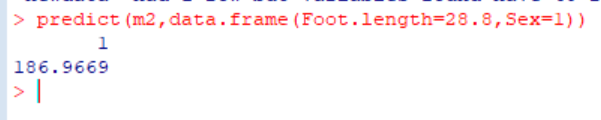 > predict(m2,data.frame(Foot.length=28.8,Sex=1))
1
186.9669
>